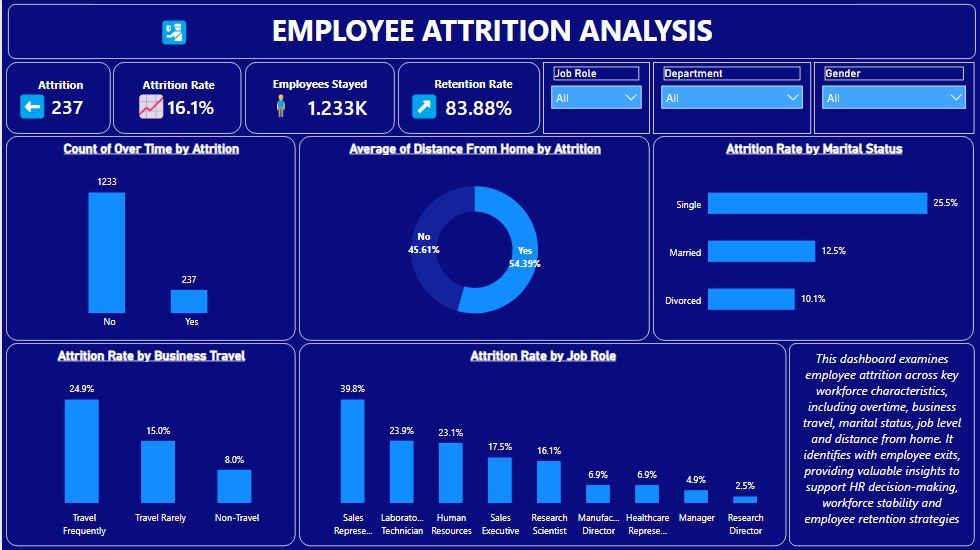 EMPLOYEE ATTRITION ANALYSIS
Attrition
237
Attrition Rate
16.1%
Employees Stayed
1.233K
Retention Rate
83.88%
Job Role
All
Department
All
Gender
All
Count of Over Time by Attrition
1233
237
No
Yes
Average of Distance From Home by Attrition
No
45.61%
Yes
54.39%
Attrition Rate by Marital Status
Single
25.5%
Married
12.5%
Divorced
10.1%
Attrition Rate by Business Travel
24.9%
15.0%
8.0%
Travel
Frequently
Travel Rarely
Non-Travel
Attrition Rate by Job Role
39.8%
23.9%
23.1%
17.5%
16.1%
6.9%
6.9%
4.9%
2.5%
Sales
Represe...
Laborato...
Technician
Human
Resources
Sales
Executive
Research
Scientist
Manufac...
Director
Healthcare
Represe...
Manager
Research
Director
This dashboard examines
employee attrition across key
workforce characteristics,
including overtime, business
travel, marital status, job level
and distance from home. It
identifies with employee exits,
providing valuable insights to
support HR decision-making,
workforce stability and
employee retention strategies